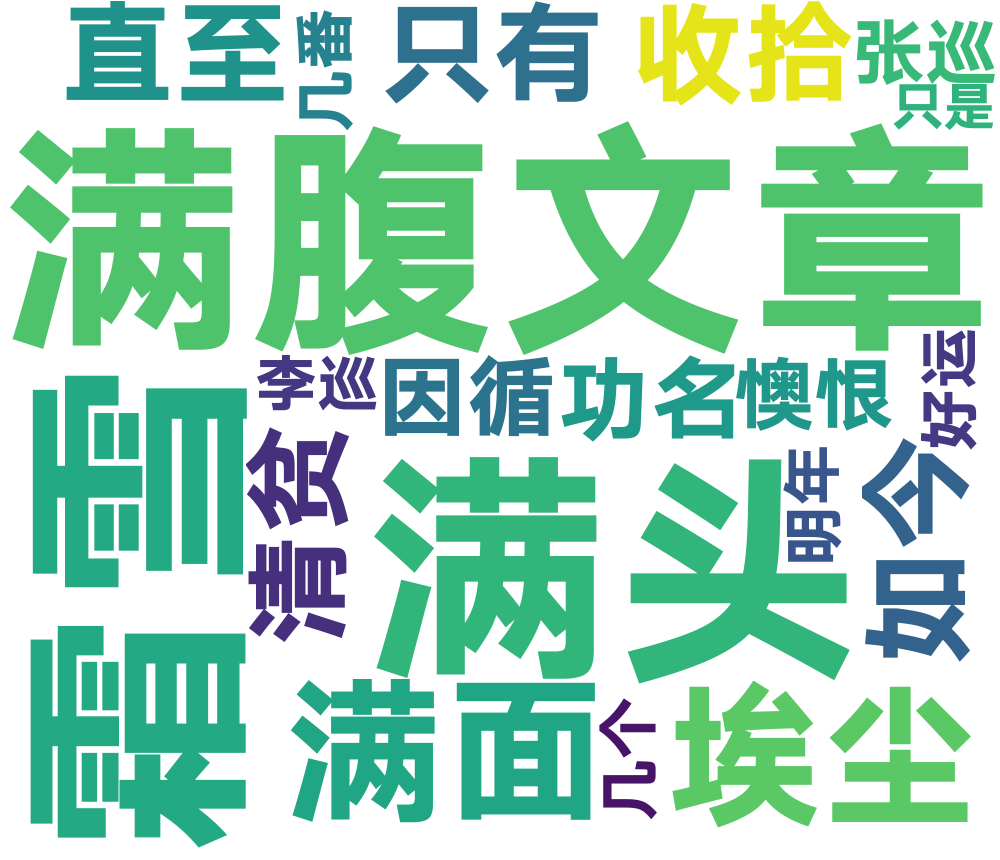 直至
几番
只有
收拾
张巡
只是
满腹文章
霜雪
李巡
因循
功名
懊恨
好运
清贫
满头
明年
如今
满面
几个
埃尘